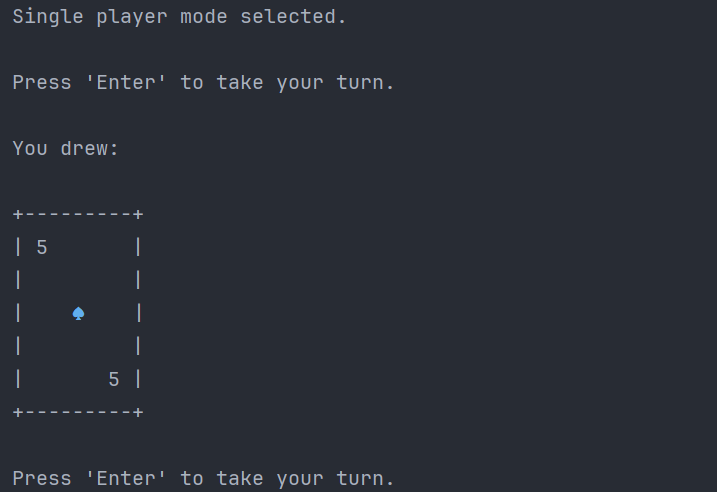 Single player mode selected.
Press 'Enter' to take your turn.
You drew:
+---------+
| 5       |
|         |
|    ♠    |
|         |
|       5 |
+---------+
Press 'Enter' to take your turn.